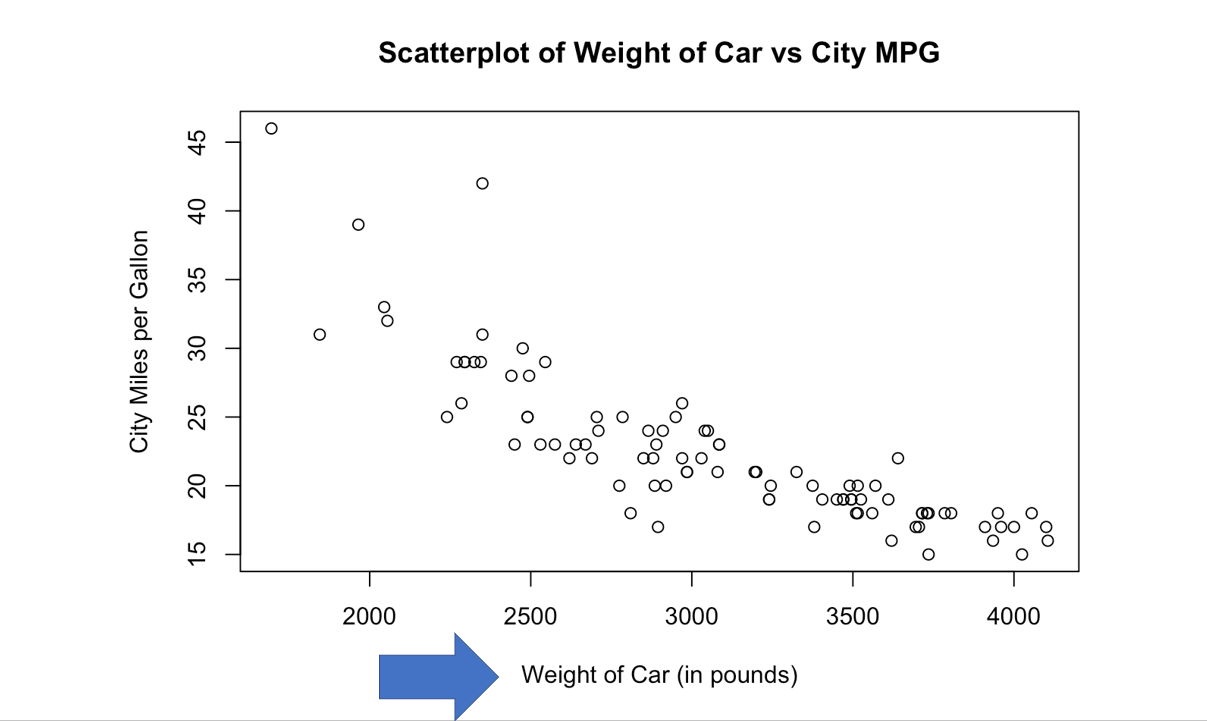 Scatterplot of Weight of Car vs City MPG
City Miles per Gallon
45
40
35
30
25
20
15
2000 2500 3000 3500 4000
Weight of Car (in pounds)